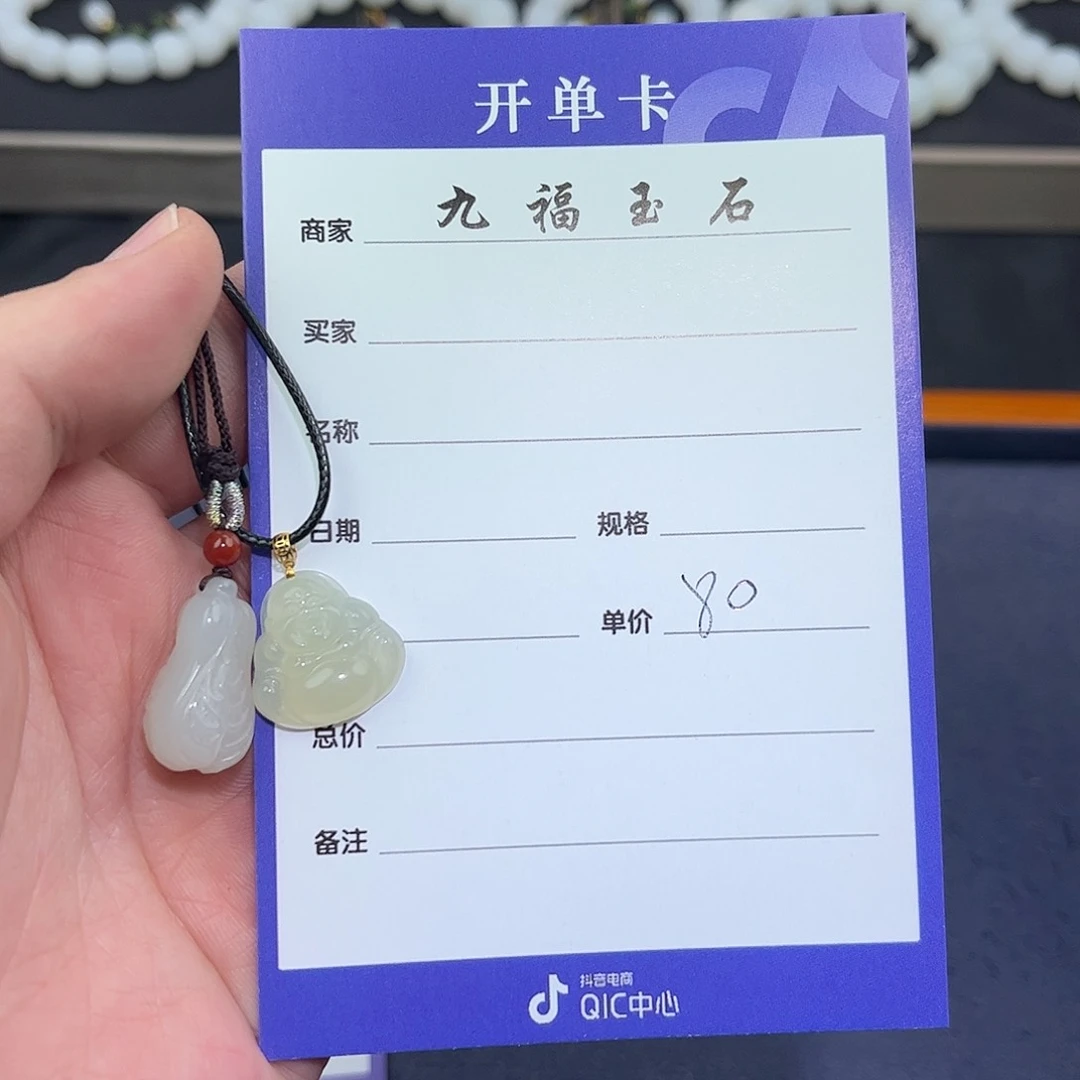 开单卡
商家 九福玉石
买家
名称
日期 规格
单价 80
总价
备注
抖音电商
QIC中心